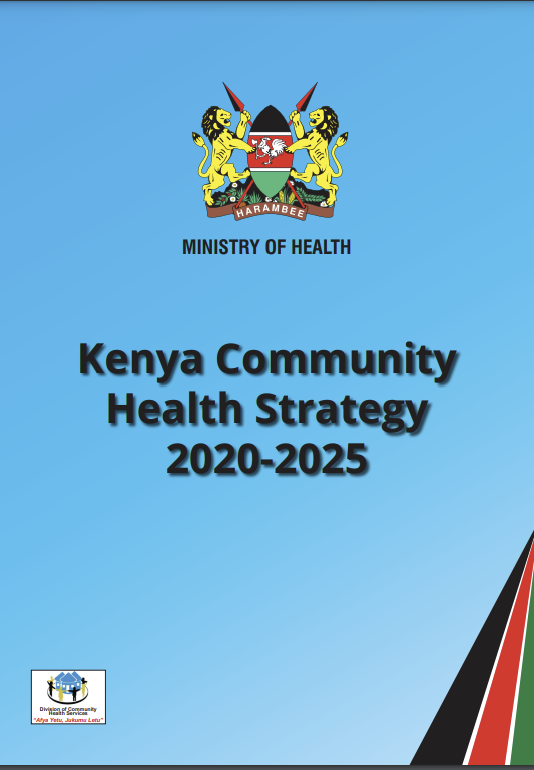 HARAMBEE
MINISTRY OF HEALTH
Kenya Community
Health Strategy
2020-2025
Division of Community
Health Services
"Afya Yetu, Jukumu Letu"